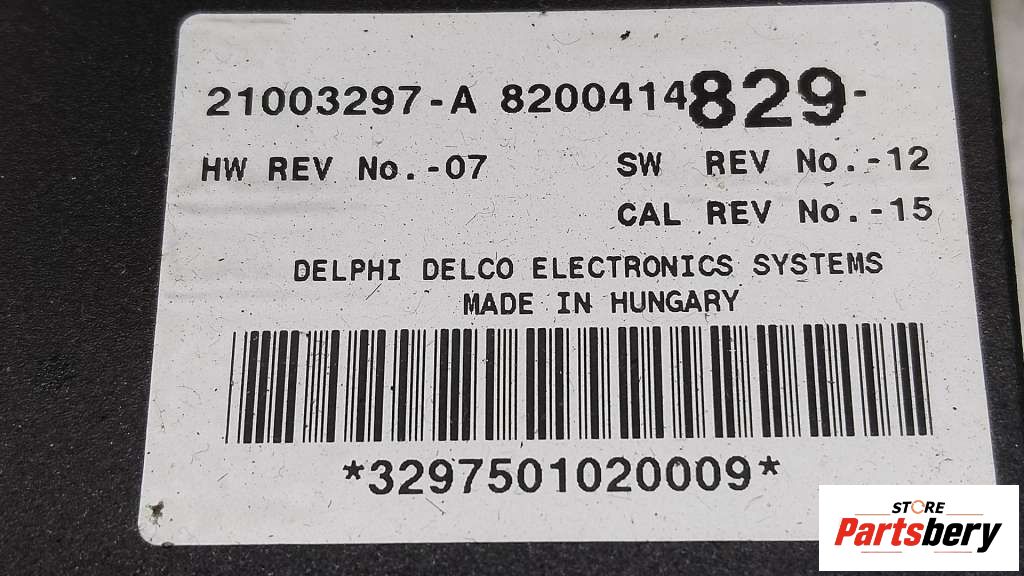 21003297-A 8200414829-
HW REV No.-07 SW REV No.-12
CAL REV No.-15
DELPHI DELCO ELECTRONICS SYSTEMS
MADE IN HUNGARY
*3297501020009*
STORE
Partsbery